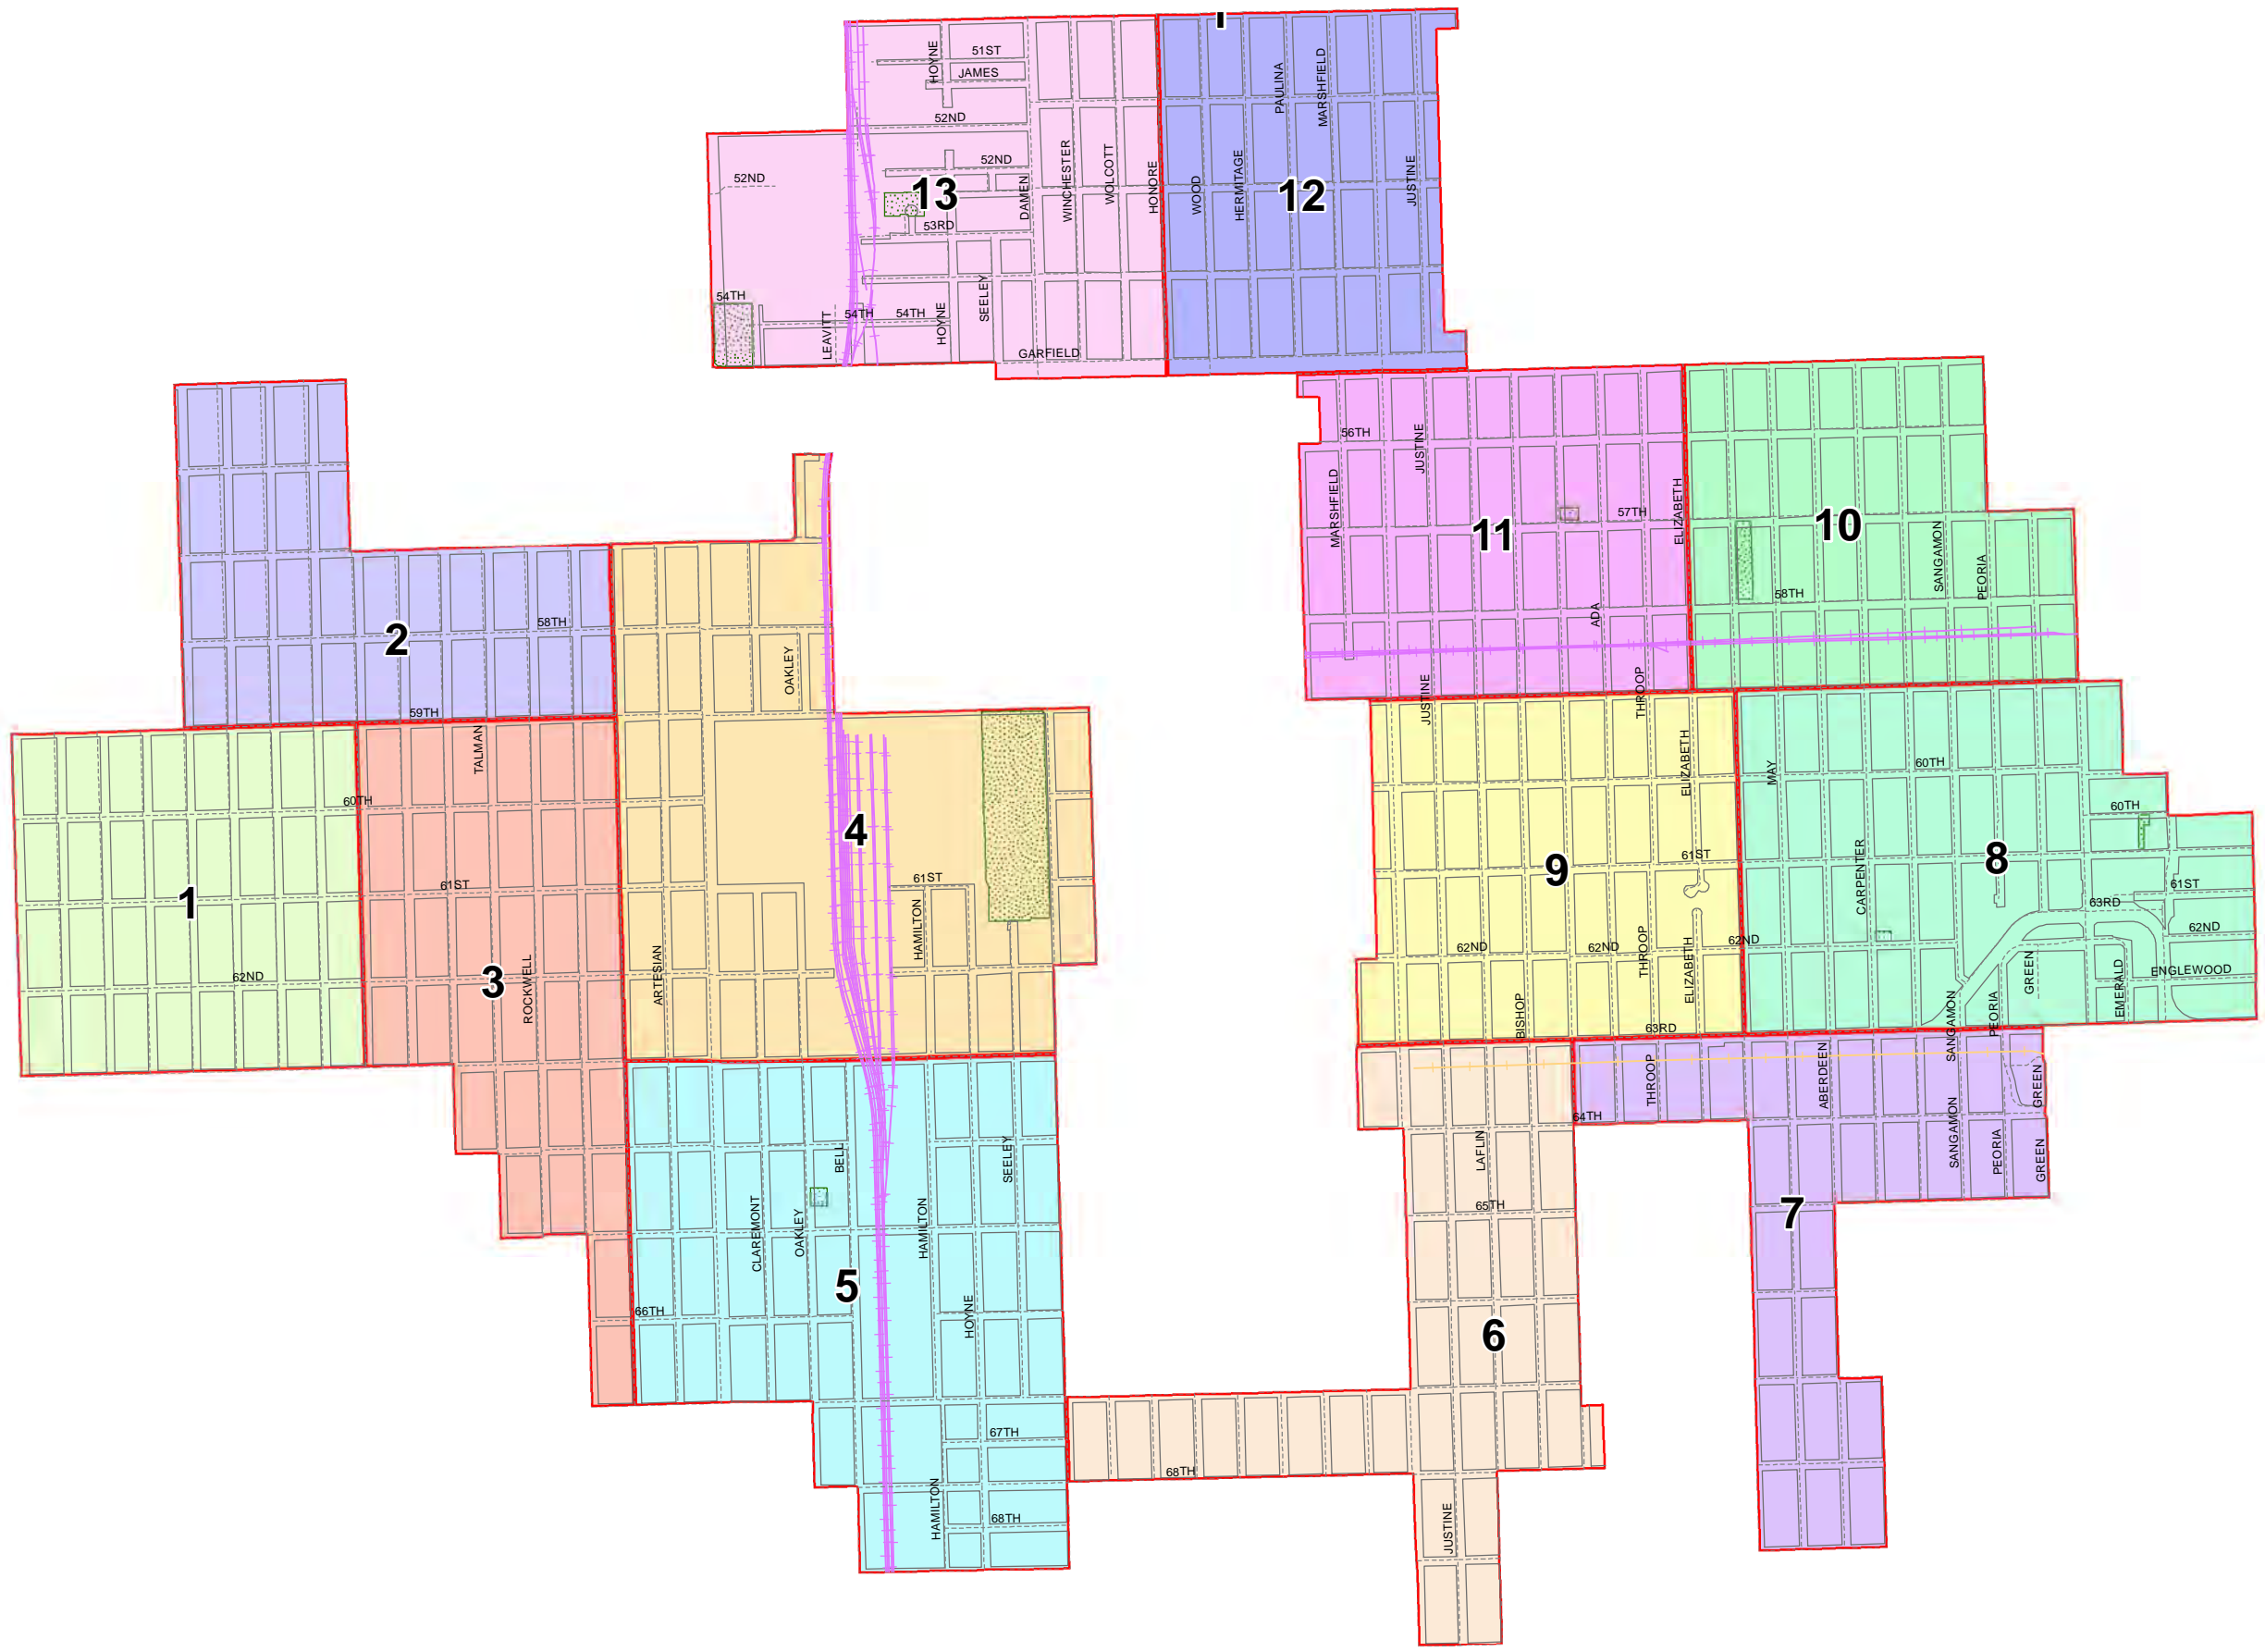 51ST
HOYNE
JAMES
52ND
52ND
52ND
13
53RD
DAMEN
WINCHESTER
WOLCOTT
HONORE
54TH
LEAVITT
54TH
54TH
HOYNE
SEELEY
GARFIELD
PAULINA
MARSHFIELD
WOOD
HERMITAGE
12
JUSTINE
2
58TH
59TH
OAKLEY
56TH
JUSTINE
MARSHFIELD
11
57TH
ELIZABETH
ADA
JUSTINE
THROOP
10
SANGAMON
PEORIA
58TH
1
60TH
62ND
TALMAN
61ST
3
ROCKWELL
4
61ST
HAMILTON
ARTESIAN
9
ELIZABETH
61ST
62ND
62ND
THROOP
ELIZABETH
62ND
BISHOP
63RD
MAY
60TH
60TH
CARPENTER
8
61ST
63RD
62ND
GREEN
ENGLEWOOD
EMERALD
PEORIA
SANGAMON
BELL
SEELEY
CLAREMONT
OAKLEY
HAMILTON
5
HOYNE
66TH
67TH
HAMILTON
68TH
LAFLIN
65TH
6
68TH
JUSTINE
64TH
THROOP
ABERDEEN
GREEN
SANGAMON
PEORIA
GREEN
7